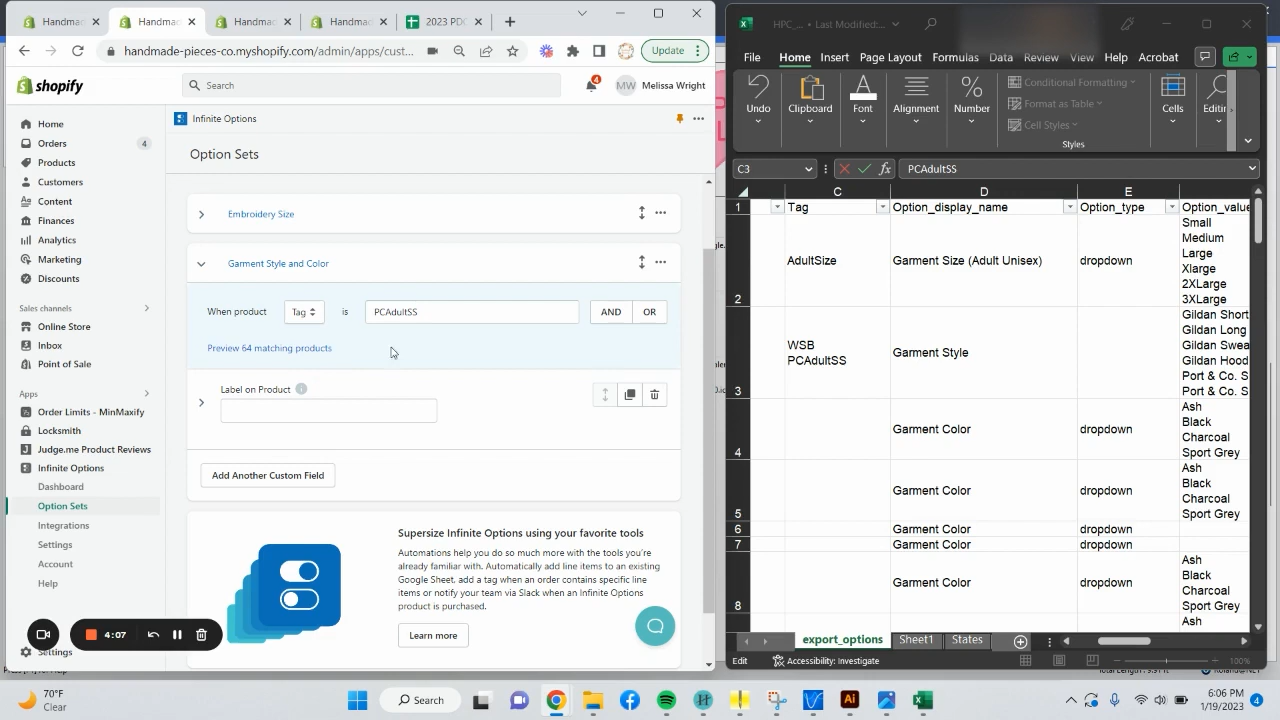 Handmad
Handmad
Handmad
Handmad
2023 PDK
handmade-pieces-co.myshopify.com/admin/apps/cust...
Update
shopify
Search
4
MW
Melissa Wright
Home
Orders
4
Products
Customers
Content
Finances
Analytics
Marketing
Discounts
Sales channels
Online Store
Inbox
Point of Sale
Apps
Order Limits - MinMaxify
Locksmith
Judge.me Product Reviews
Infinite Options
Dashboard
Option Sets
Integrations
Settings
Account
Help
Settings
4:07
Infinite Options
Option Sets
Embroidery Size
Garment Style and Color
When product
Tag
is
PCAdultSS
AND
OR
Preview 64 matching products
Label on Product
Add Another Custom Field
Supersize Infinite Options using your favorite tools
Automations help you do so much more with the tools you're
already familiar with. Automatically add line items to an existing
Google Sheet, add a tag when an order contains specific line
items or notify your team via Slack when an Infinite Options
product is purchased.
Learn more
HPC_... • Last Modified:...
File
Home
Insert
Page Layout
Formulas
Data
Review
View
Help
Acrobat
Undo
Clipboard
Font
Alignment
Number
Conditional Formatting
Format as Table
Cell Styles
Styles
Cells
Editin
C3
fx
PCAdultSS
C
D
E
1
Tag
Option_display_name
Option_type
Option_value
2
AdultSize
Garment Size (Adult Unisex)
dropdown
Small
Medium
Large
Xlarge
2XLarge
3XLarge
3
WSB
PCAdultSS
Garment Style
Gildan Short
Gildan Long
Gildan Swea
Gildan Hood
Port & Co. S
Port & Co. S
4
Garment Color
dropdown
Ash
Black
Charcoal
Sport Grey
5
Garment Color
dropdown
Ash
Black
Charcoal
Sport Grey
6
Garment Color
dropdown
7
Garment Color
dropdown
8
Garment Color
dropdown
Ash
Black
Charcoal
Sport Grey
Ash
export_options
Sheet1
States
Edit
Accessibility: Investigate
100%
70°F
Clear
Search
6:06 PM
1/19/2023
4